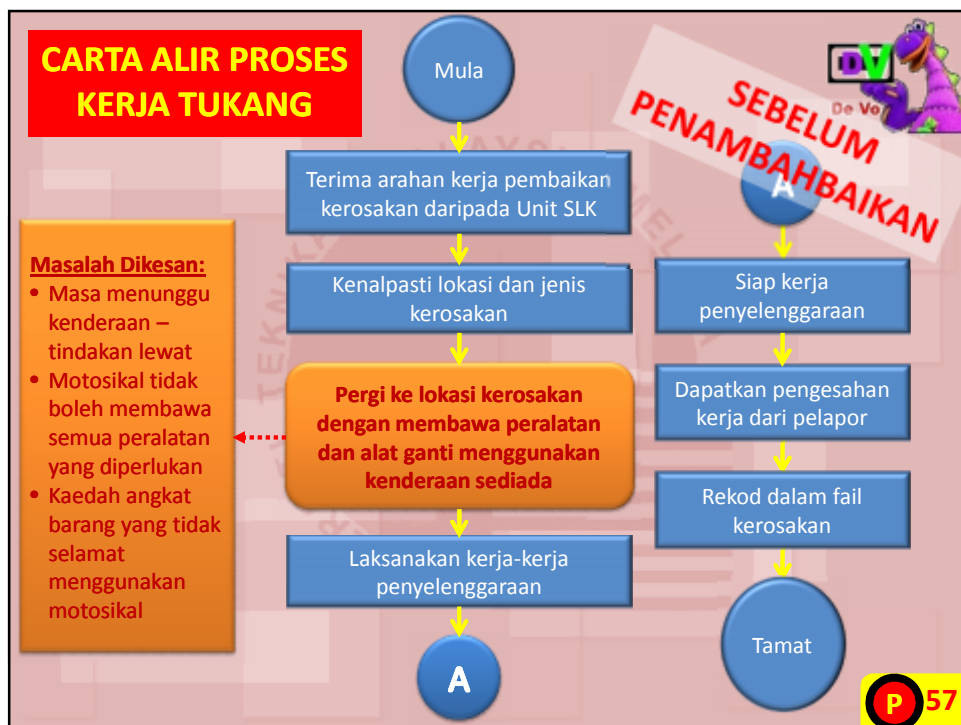 CARTA ALIR PROSES
KERJA TUKANG
Mula
Terima arahan kerja pembaikan
kerosakan daripada Unit SLK
Kenalpasti lokasi dan jenis
kerosakan
Pergi ke lokasi kerosakan
dengan membawa peralatan
dan alat ganti menggunakan
kenderaan sediada
Laksanakan kerja-kerja
penyelenggaraan
A
Masalah Dikesan:
• Masa menunggu
kenderaan –
tindakan lewat
• Motosikal tidak
boleh membawa
semua peralatan
yang diperlukan
• Kaedah angkat
barang yang tidak
selamat
menggunakan
motosikal
DV
De Vo
SEBELUM
PENAMBAHBAIKAN
A
Siap kerja
penyelenggaraan
Dapatkan pengesahan
kerja dari pelapor
Rekod dalam fail
kerosakan
Tamat
P 57